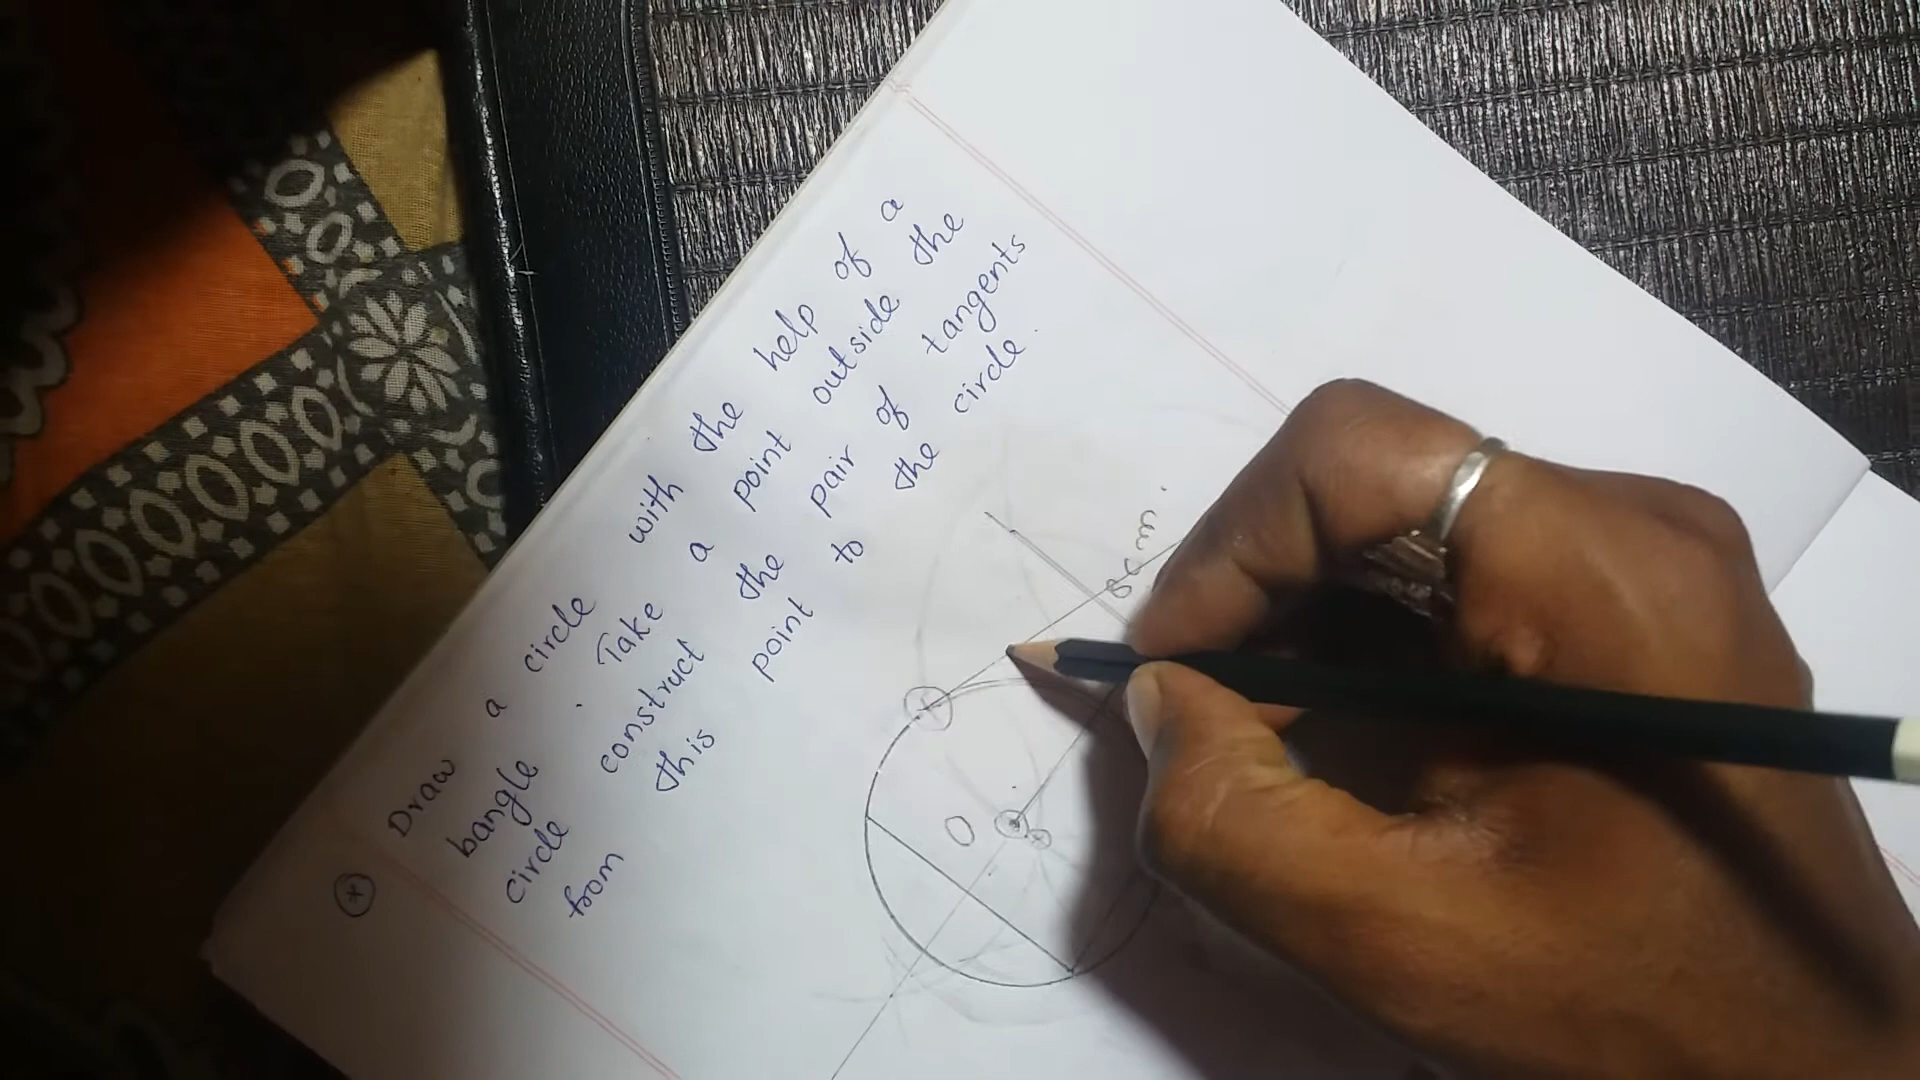 * Draw a circle with the help of a
bangle. Take a point outside the
circle construct the pair of tangents
from this point to the circle.
8cm.
O